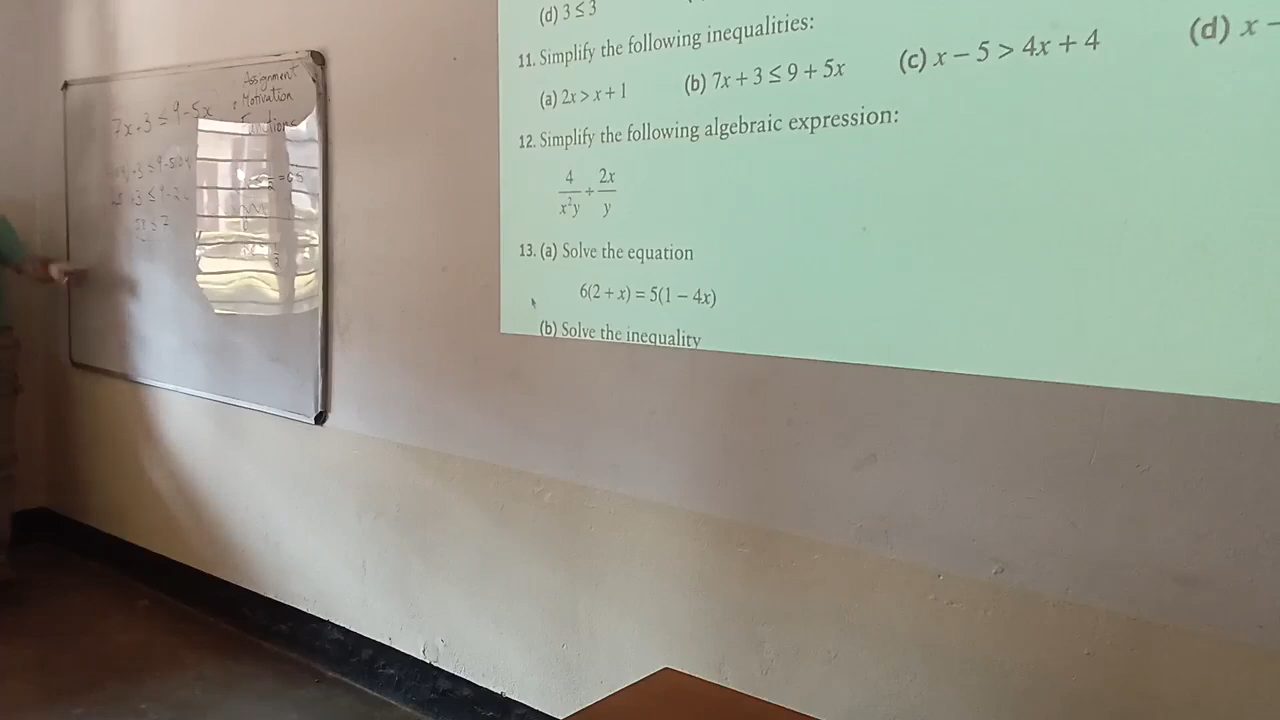 Assignment
• Motivation
Functions
7x+3 ≤ 9-5x
(d) 3 ≤ 3
11. Simplify the following inequalities:
(a) 2x > x + 1 (b) 7x + 3 ≤ 9 + 5x (c) x − 5 > 4x + 4 (d) x −
12. Simplify the following algebraic expression:
4/x²y ÷ 2x/y
13. (a) Solve the equation
6(2 + x) = 5(1 − 4x)
(b) Solve the inequality